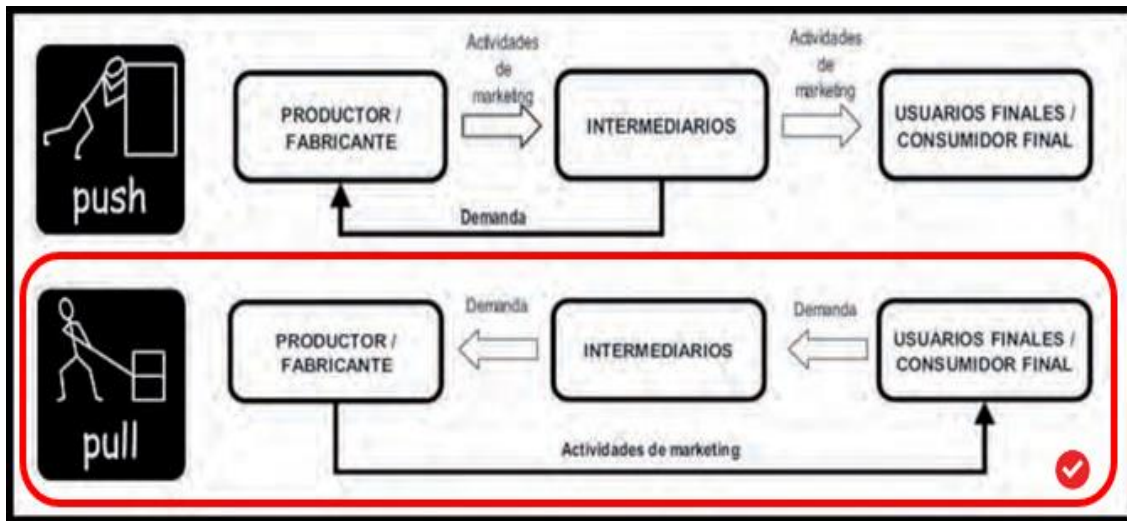 push
PRODUCTOR /
FABRICANTE
Actividades
de
marketing
INTERMEDIARIOS
Actividades
de
marketing
USUARIOS FINALES /
CONSUMIDOR FINAL
Demanda
pull
PRODUCTOR /
FABRICANTE
Demanda
INTERMEDIARIOS
Demanda
USUARIOS FINALES /
CONSUMIDOR FINAL
Actividades de marketing